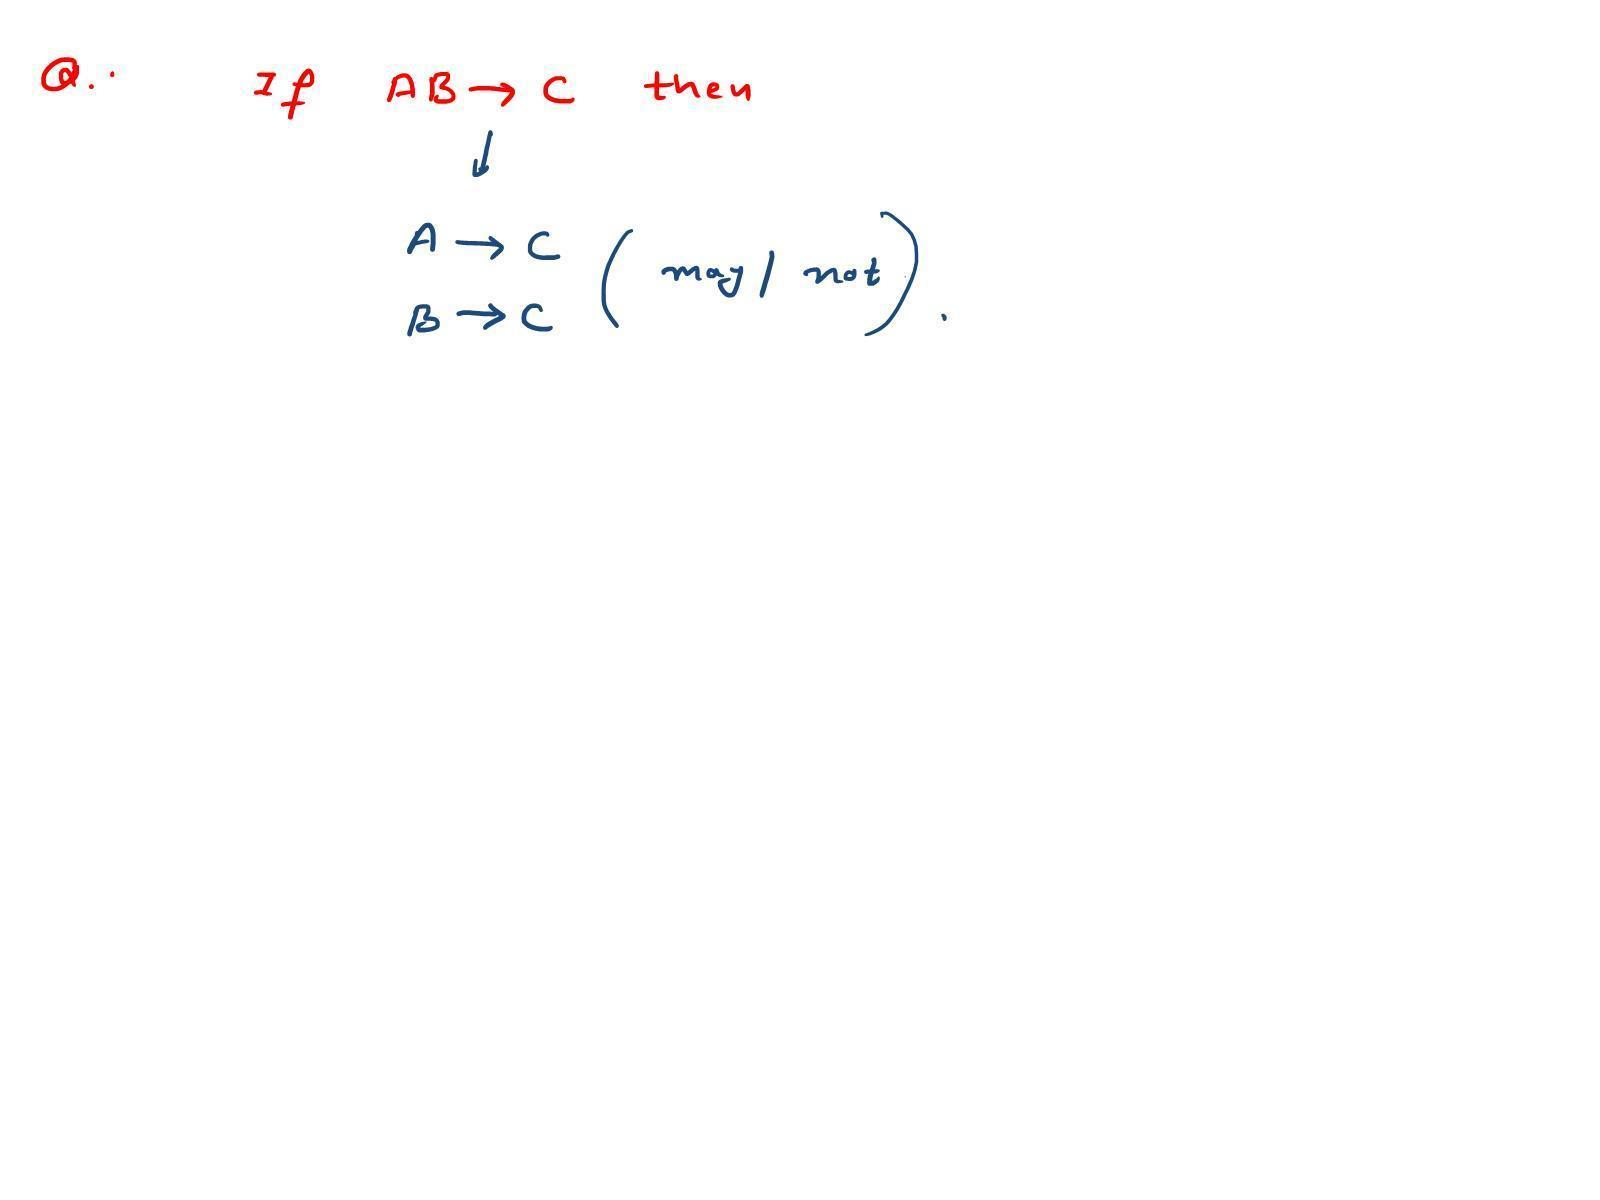 Q.: If AB → C then
↓
A → C
( may / not ).
B → C